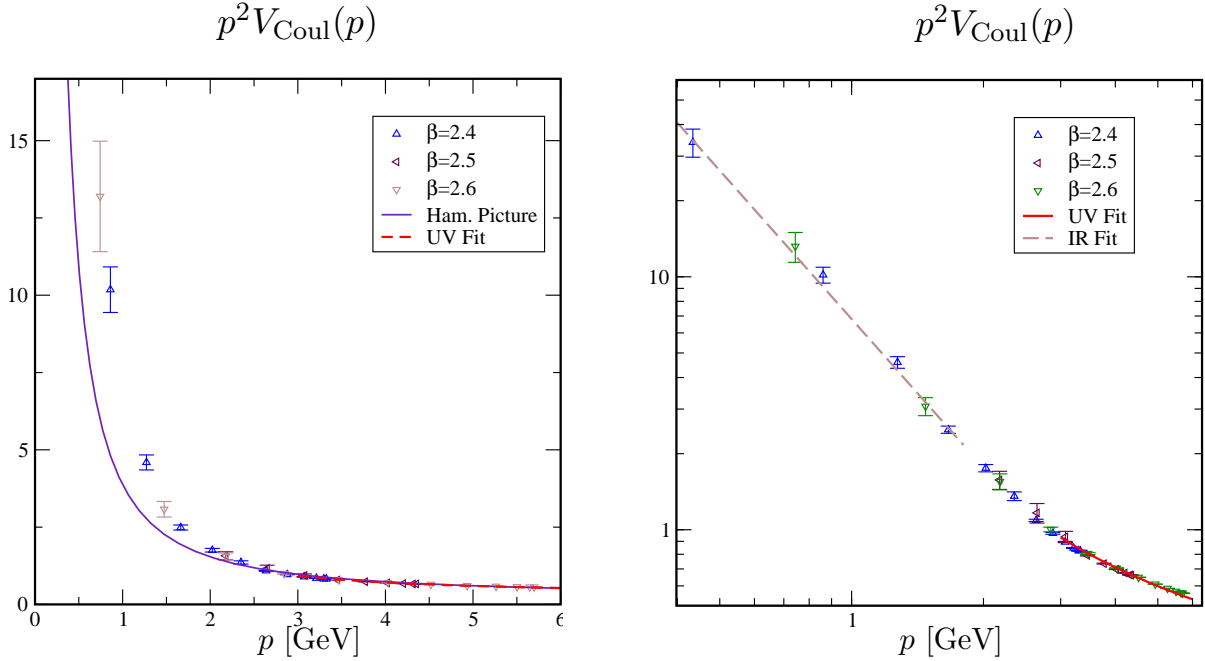 p²V_Coul(p)
15
10
5
0
0 1 2 3 4 5 6
p [GeV]
β=2.4
β=2.5
β=2.6
Ham. Picture
UV Fit
p²V_Coul(p)
10
1
1
p [GeV]
β=2.4
β=2.5
β=2.6
UV Fit
IR Fit